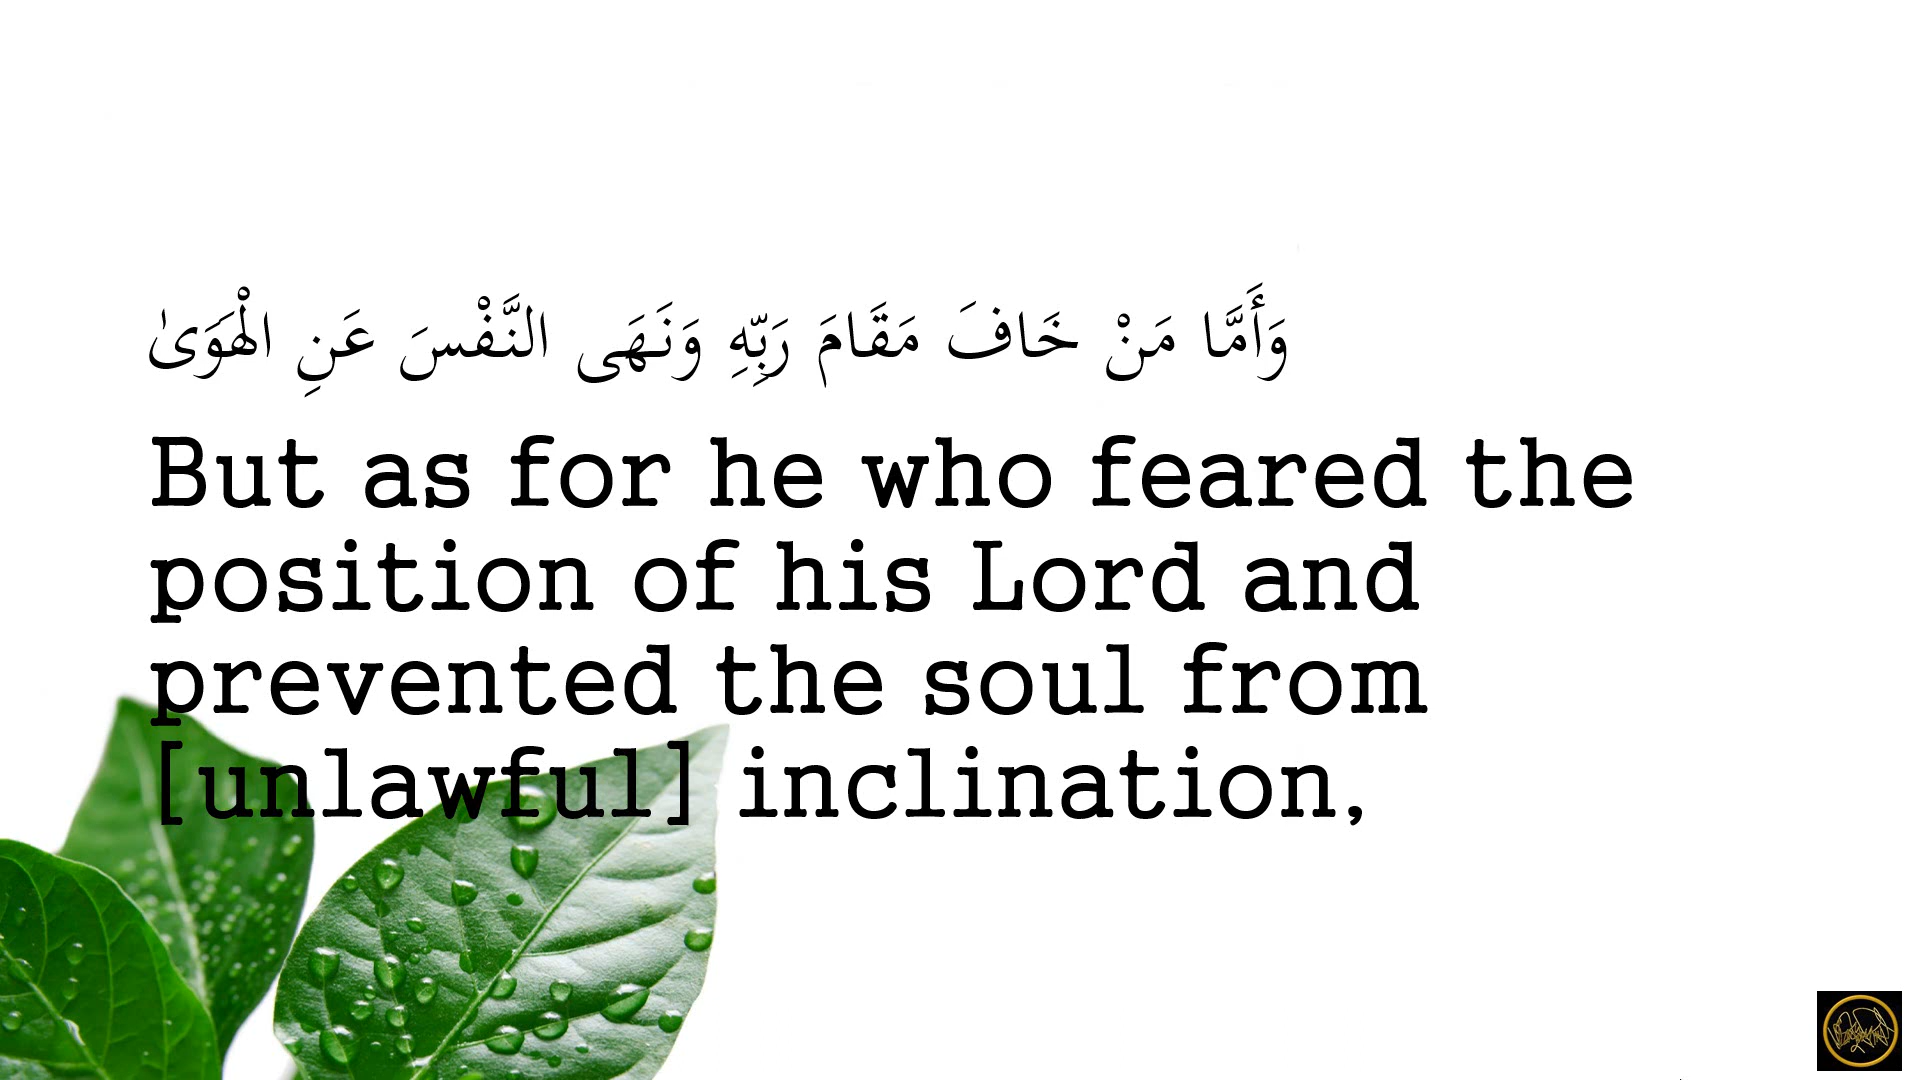 وَأَمَّا مَنْ خَافَ مَقَامَ رَبِّهِ وَنَهَى النَّفْسَ عَنِ الْهَوَىٰ
But as for he who feared the
position of his Lord and
prevented the soul from
[unlawful] inclination,